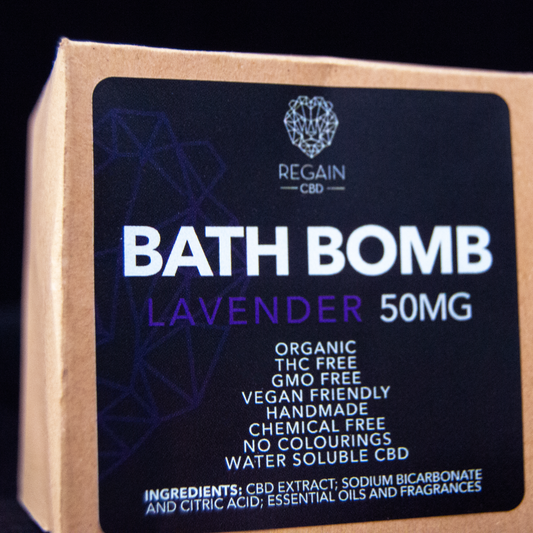 REGAIN
CBD
BATH BOMB
LAVENDER 50MG
ORGANIC
THC FREE
GMO FREE
VEGAN FRIENDLY
HANDMADE
CHEMICAL FREE
NO COLOURINGS
WATER SOLUBLE CBD
INGREDIENTS: CBD EXTRACT; SODIUM BICARBONATE
AND CITRIC ACID; ESSENTIAL OILS AND FRAGRANCES